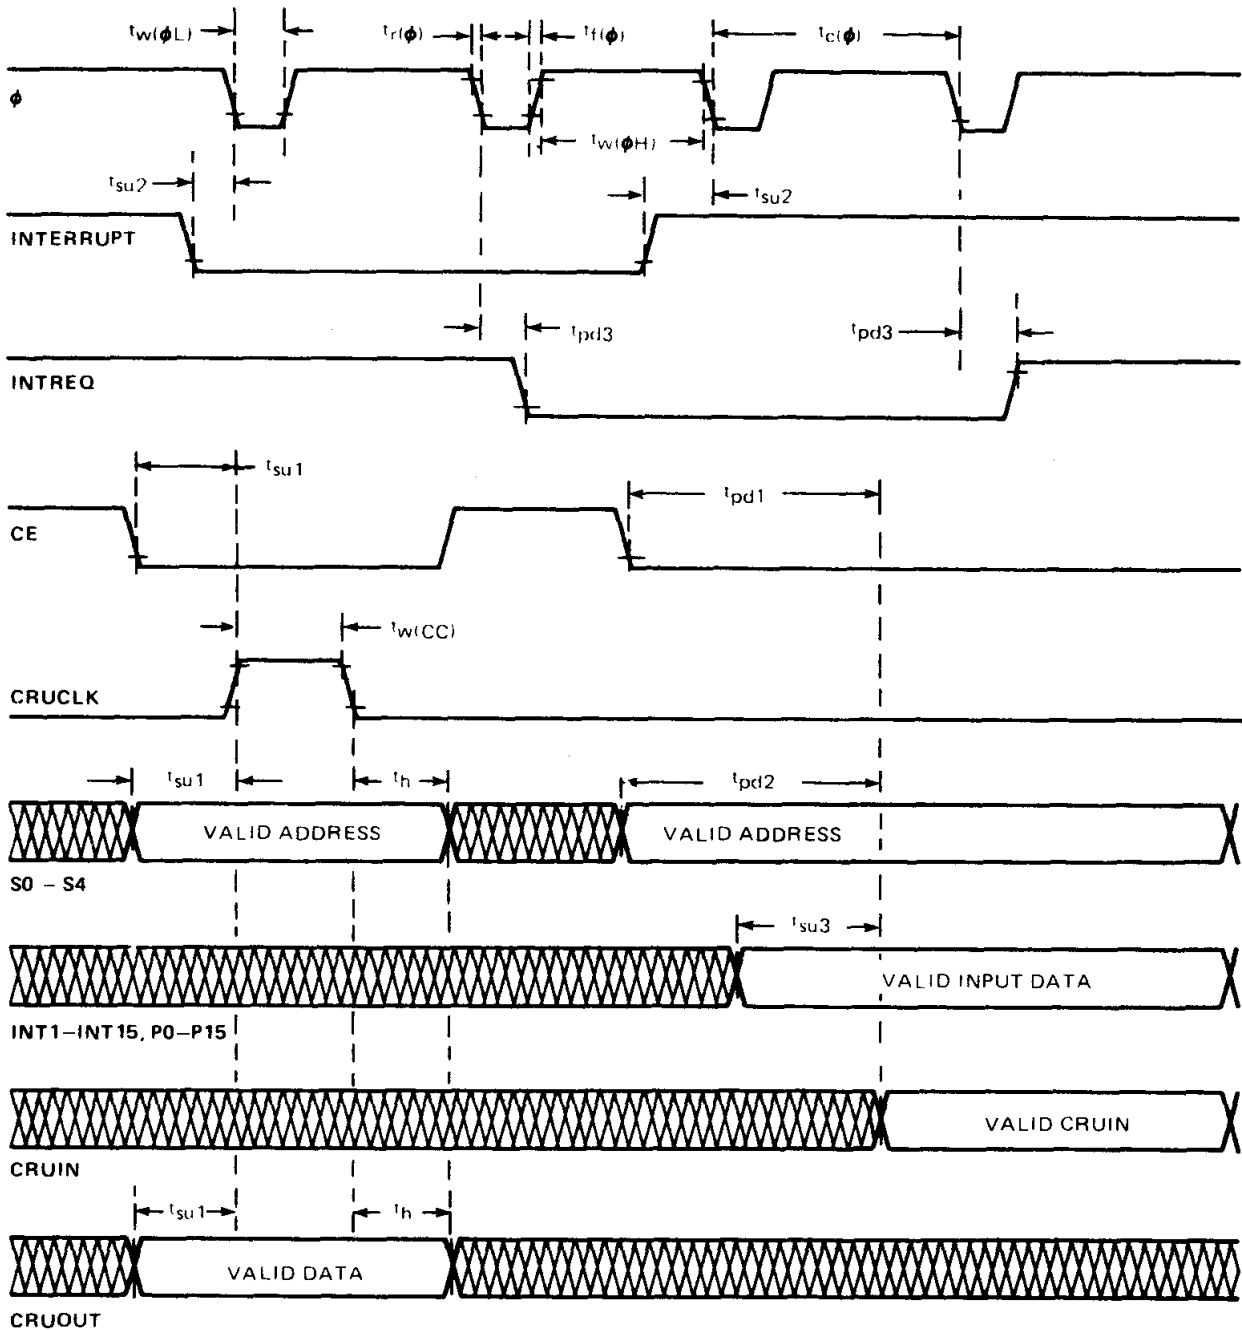 tw(ϕL)
tr(ϕ)
tf(ϕ)
tc(ϕ)
ϕ
tw(ϕH)
tsu2
tsu2
INTERRUPT
tpd3
tpd3
INTREQ
tsu1
tpd1
CE
tw(CC)
CRUCLK
tsu1
th
tpd2
VALID ADDRESS
VALID ADDRESS
S0 – S4
tsu3
VALID INPUT DATA
INT1–INT15, P0–P15
VALID CRUIN
CRUIN
tsu1
th
VALID DATA
CRUOUT